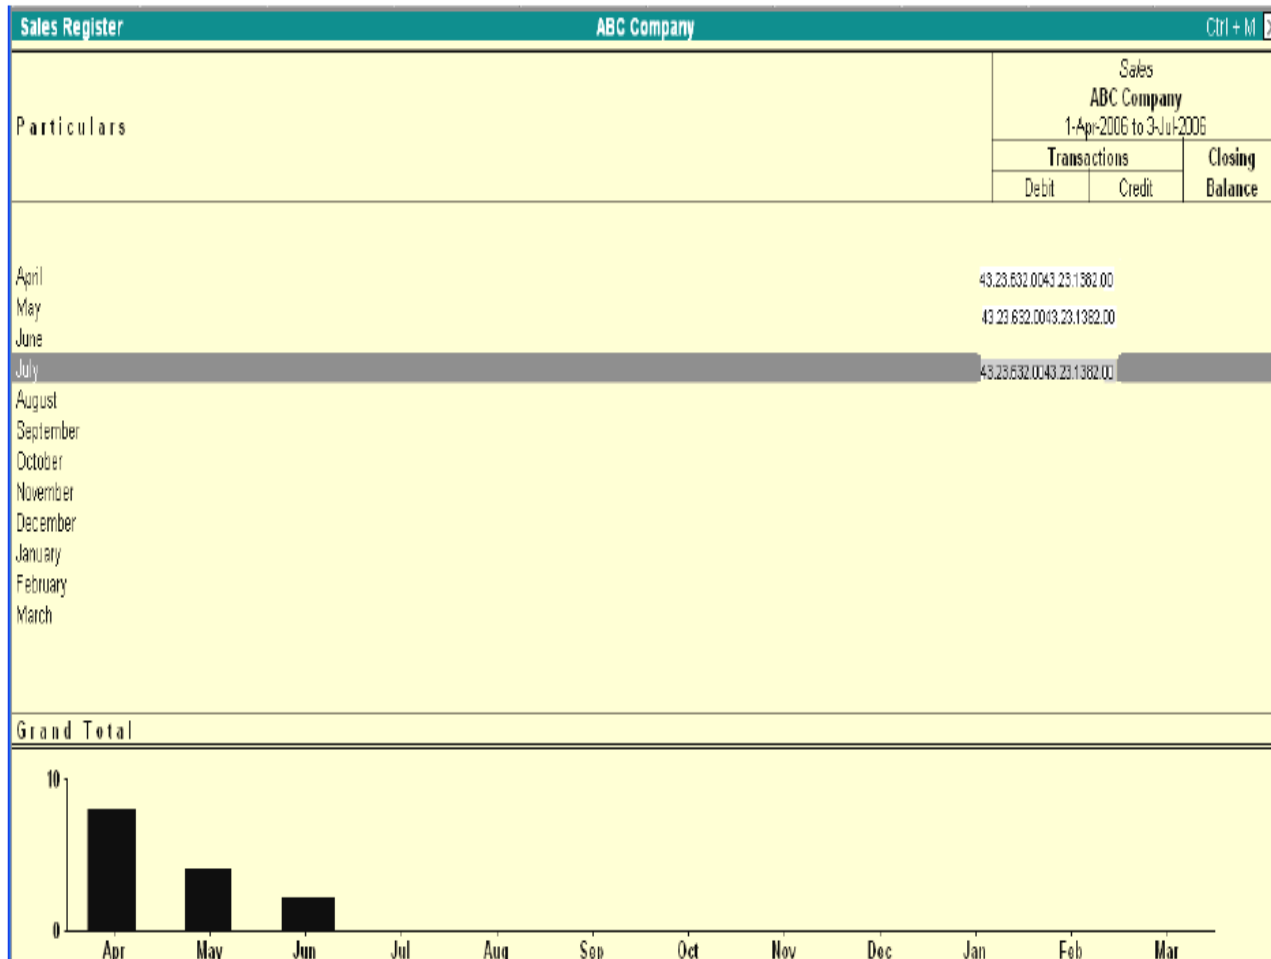 Sales Register ABC Company Ctrl + M
Sales
ABC Company
Particulars 1-Apr-2006 to 3-Jul-2006
Transactions Closing
Debit Credit Balance
April 43.23.632.0043.23.1382.00
May 43.23.632.0043.23.1382.00
June
July 43.23.632.0043.23.1382.00
August
September
October
November
December
January
February
March
Grand Total
10
0
Apr May Jun Jul Aug Sep Oct Nov Dec Jan Feb Mar